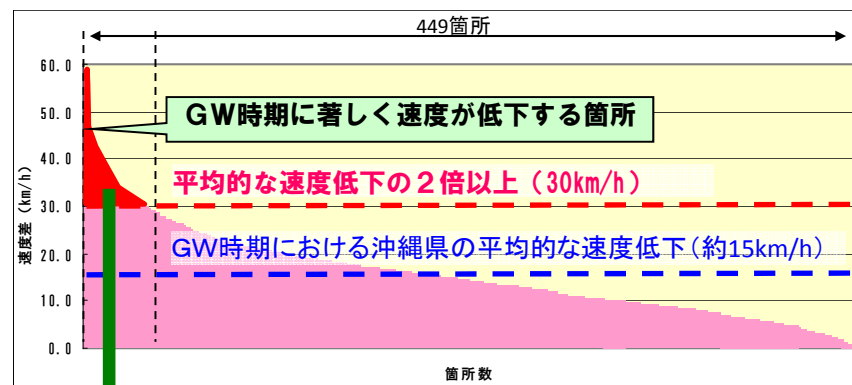 449箇所
60.0
50.0
40.0
30.0
20.0
10.0
0.0
速度差(km/h)
GW時期に著しく速度が低下する箇所
平均的な速度低下の2倍以上(30km/h)
GW時期における沖縄県の平均的な速度低下(約15km/h)
箇所数